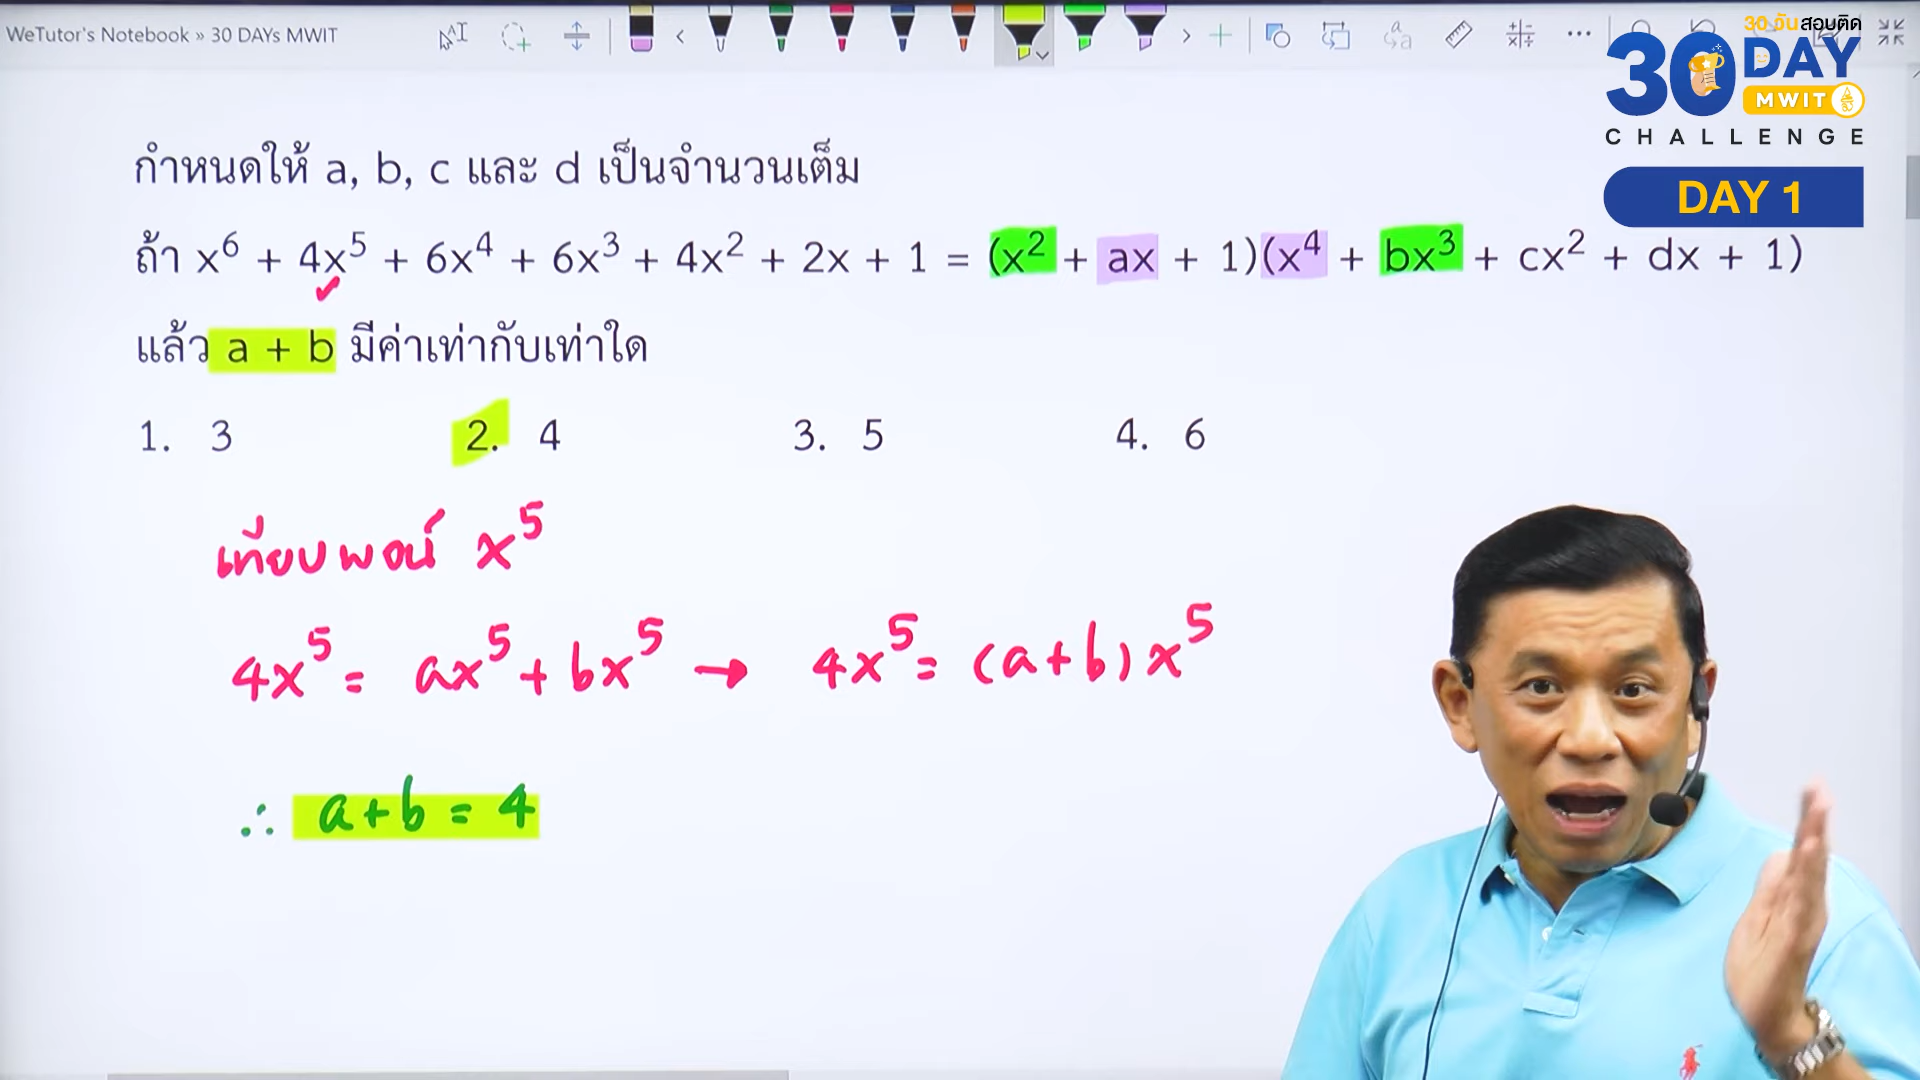 WeTutor's Notebook » 30 DAYs MWIT
30 วันสอบติด
30 DAY
MWIT
CHALLENGE
DAY 1
กำหนดให้ a, b, c และ d เป็นจำนวนเต็ม
ถ้า x⁶ + 4x⁵ + 6x⁴ + 6x³ + 4x² + 2x + 1 = (x² + ax + 1)(x⁴ + bx³ + cx² + dx + 1)
แล้ว a + b มีค่าเท่ากับเท่าใด
1. 3 2. 4 3. 5 4. 6
เทียบพจน์ x⁵
4x⁵ = ax⁵ + bx⁵ → 4x⁵ = (a+b)x⁵
∴ a+b = 4